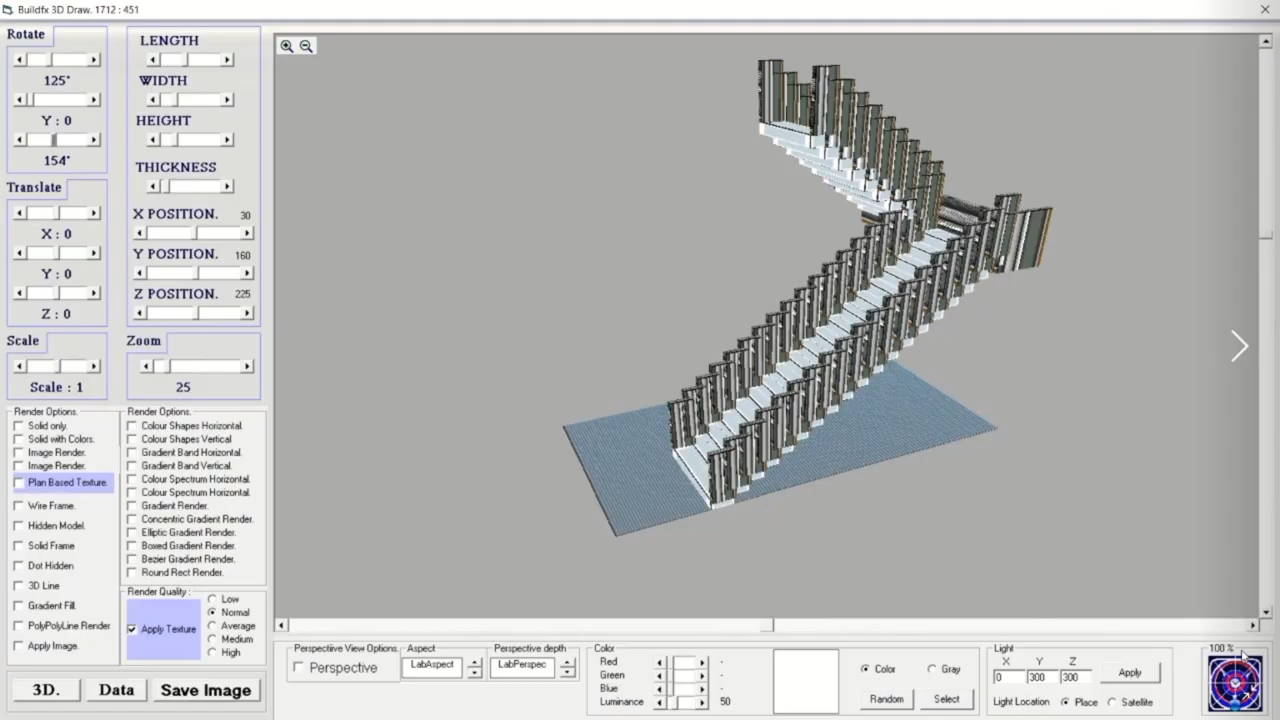 Buildfx 3D Draw. 1712 : 451
Rotate
125°
Y : 0
154°
Translate
X : 0
Y : 0
Z : 0
Scale
Scale : 1
LENGTH
WIDTH
HEIGHT
THICKNESS
X POSITION. 30
Y POSITION. 160
Z POSITION. 225
Zoom
25
Render Options.
Solid only.
Solid with Colors.
Image Render.
Image Render.
Plan Based Texture.
Wire Frame.
Hidden Model.
Solid Frame
Dot Hidden
3D Line
Gradient Fill.
PolyPolyLine Render
Apply Image.
Render Options.
Colour Shapes Horizontal.
Colour Shapes Vertical
Gradient Band Horizontal.
Gradient Band Vertical.
Colour Spectrum Horizontal.
Colour Spectrum Horizontal.
Gradient Render.
Concentric Gradient Render.
Elliptic Gradient Render.
Boxed Gradient Render.
Bezier Gradient Render.
Round Rect Render.
Render Quality :
Apply Texture
Low
Normal
Average
Medium
High
3D.
Data
Save Image
Perspective View Options.
Perspective
Aspect
LabAspect
Perspective depth
LabPerspec
Color
Red -
Green -
Blue -
Luminance 50
Color
Gray
Random
Select
Light
X Y Z
0 300 300
Apply
Light Location
Place
Satellite
100 %